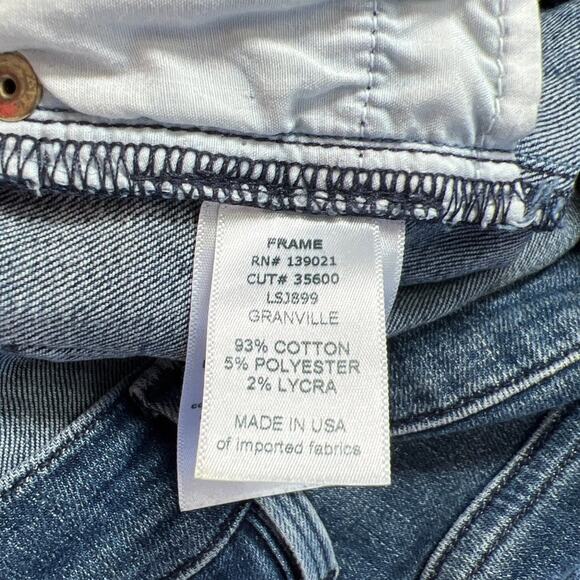 FRAME
RN# 139021
CUT# 35600
LSJ899
GRANVILLE
93% COTTON
5% POLYESTER
2% LYCRA
MADE IN USA
of imported fabrics